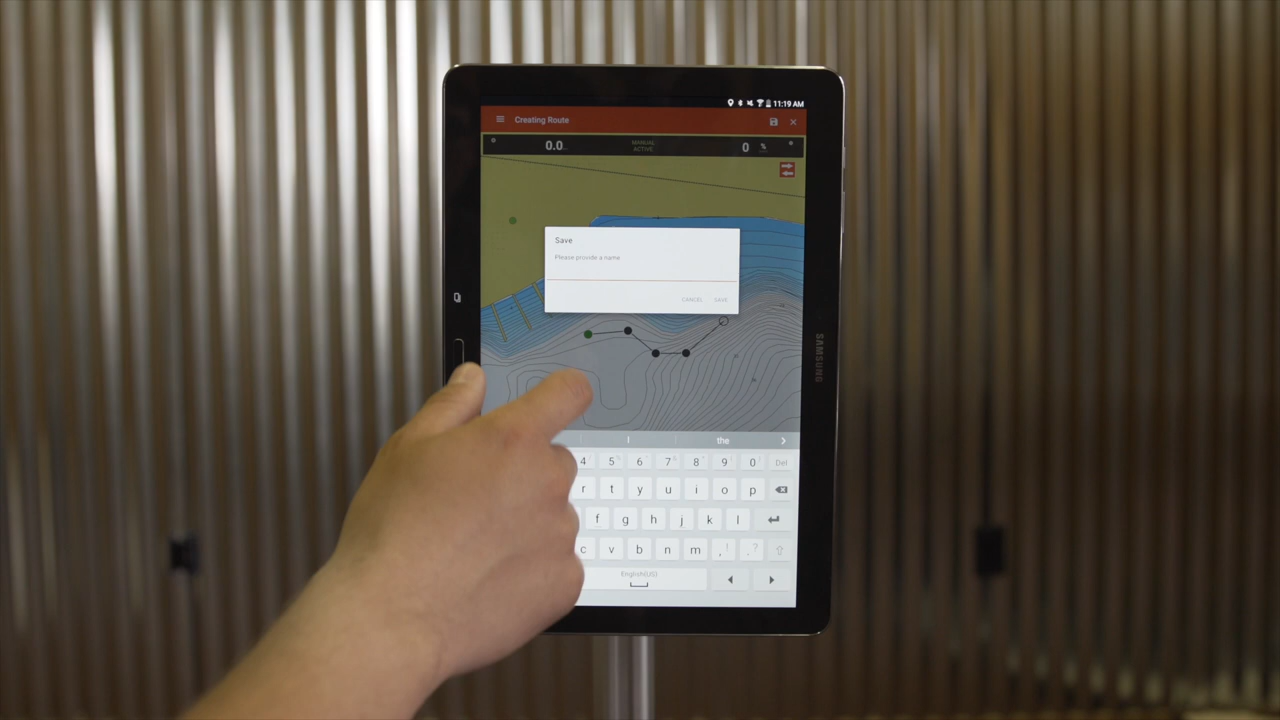 11:19 AM
Creating Route
0.0
MANUAL
ACTIVE
0 %
Save
Please provide a name
CANCEL SAVE
SAMSUNG
I the
4 5 6 7 8 9 0 Del
r t y u i o p
f g h j k l
c v b n m , ! . ?
English(US)